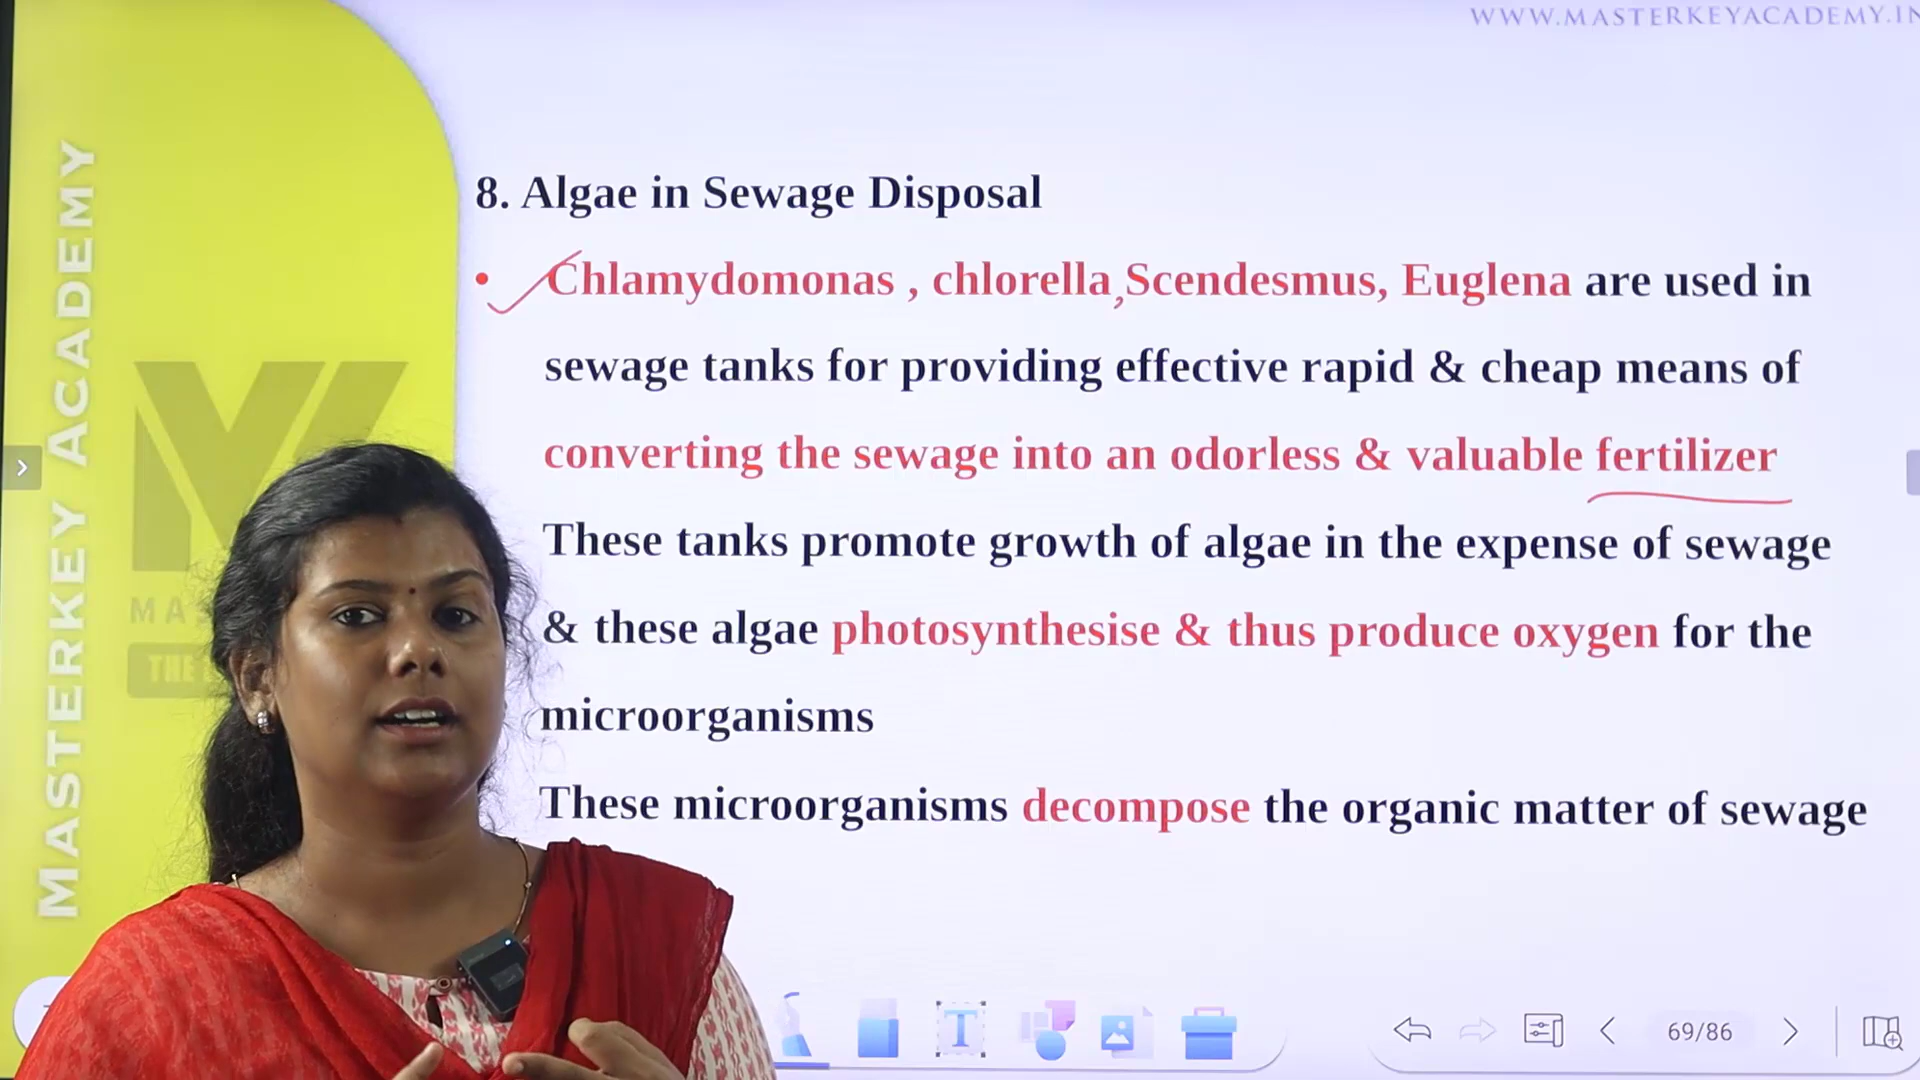 WWW.MASTERKEYACADEMY.IN
MASTERKEY ACADEMY
8. Algae in Sewage Disposal
• Chlamydomonas , chlorella,Scendesmus, Euglena are used in
sewage tanks for providing effective rapid & cheap means of
converting the sewage into an odorless & valuable fertilizer
These tanks promote growth of algae in the expense of sewage
& these algae photosynthesise & thus produce oxygen for the
microorganisms
These microorganisms decompose the organic matter of sewage
MA
THE
T
69/86